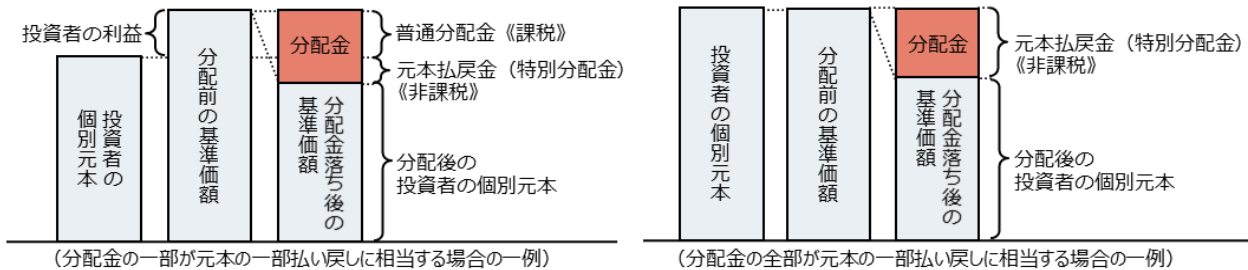 投資者の利益
投資者の
個別元本
分配前の基準価額
分配金
分配金落ち後の
基準価額
普通分配金《課税》
元本払戻金（特別分配金）
《非課税》
分配後の
投資者の個別元本
（分配金の一部が元本の一部払い戻しに相当する場合の一例）
投資者の個別元本
分配前の基準価額
分配金
分配金落ち後の
基準価額
元本払戻金（特別分配金）
《非課税》
分配後の
投資者の個別元本
（分配金の全部が元本の一部払い戻しに相当する場合の一例）